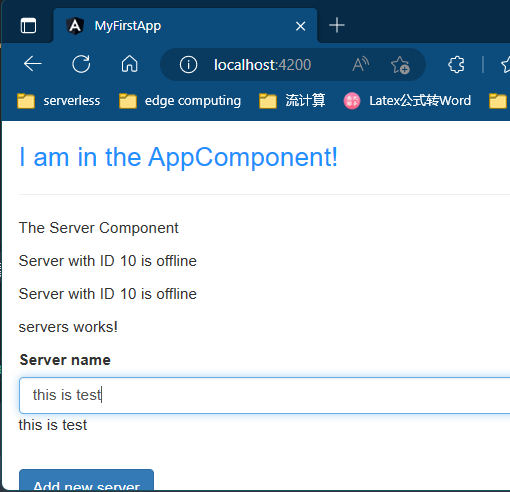 MyFirstApp
localhost:4200
serverless
edge computing
流计算
Latex公式转Word
I am in the AppComponent!
The Server Component
Server with ID 10 is offline
Server with ID 10 is offline
servers works!
Server name
this is test
this is test
Add new server